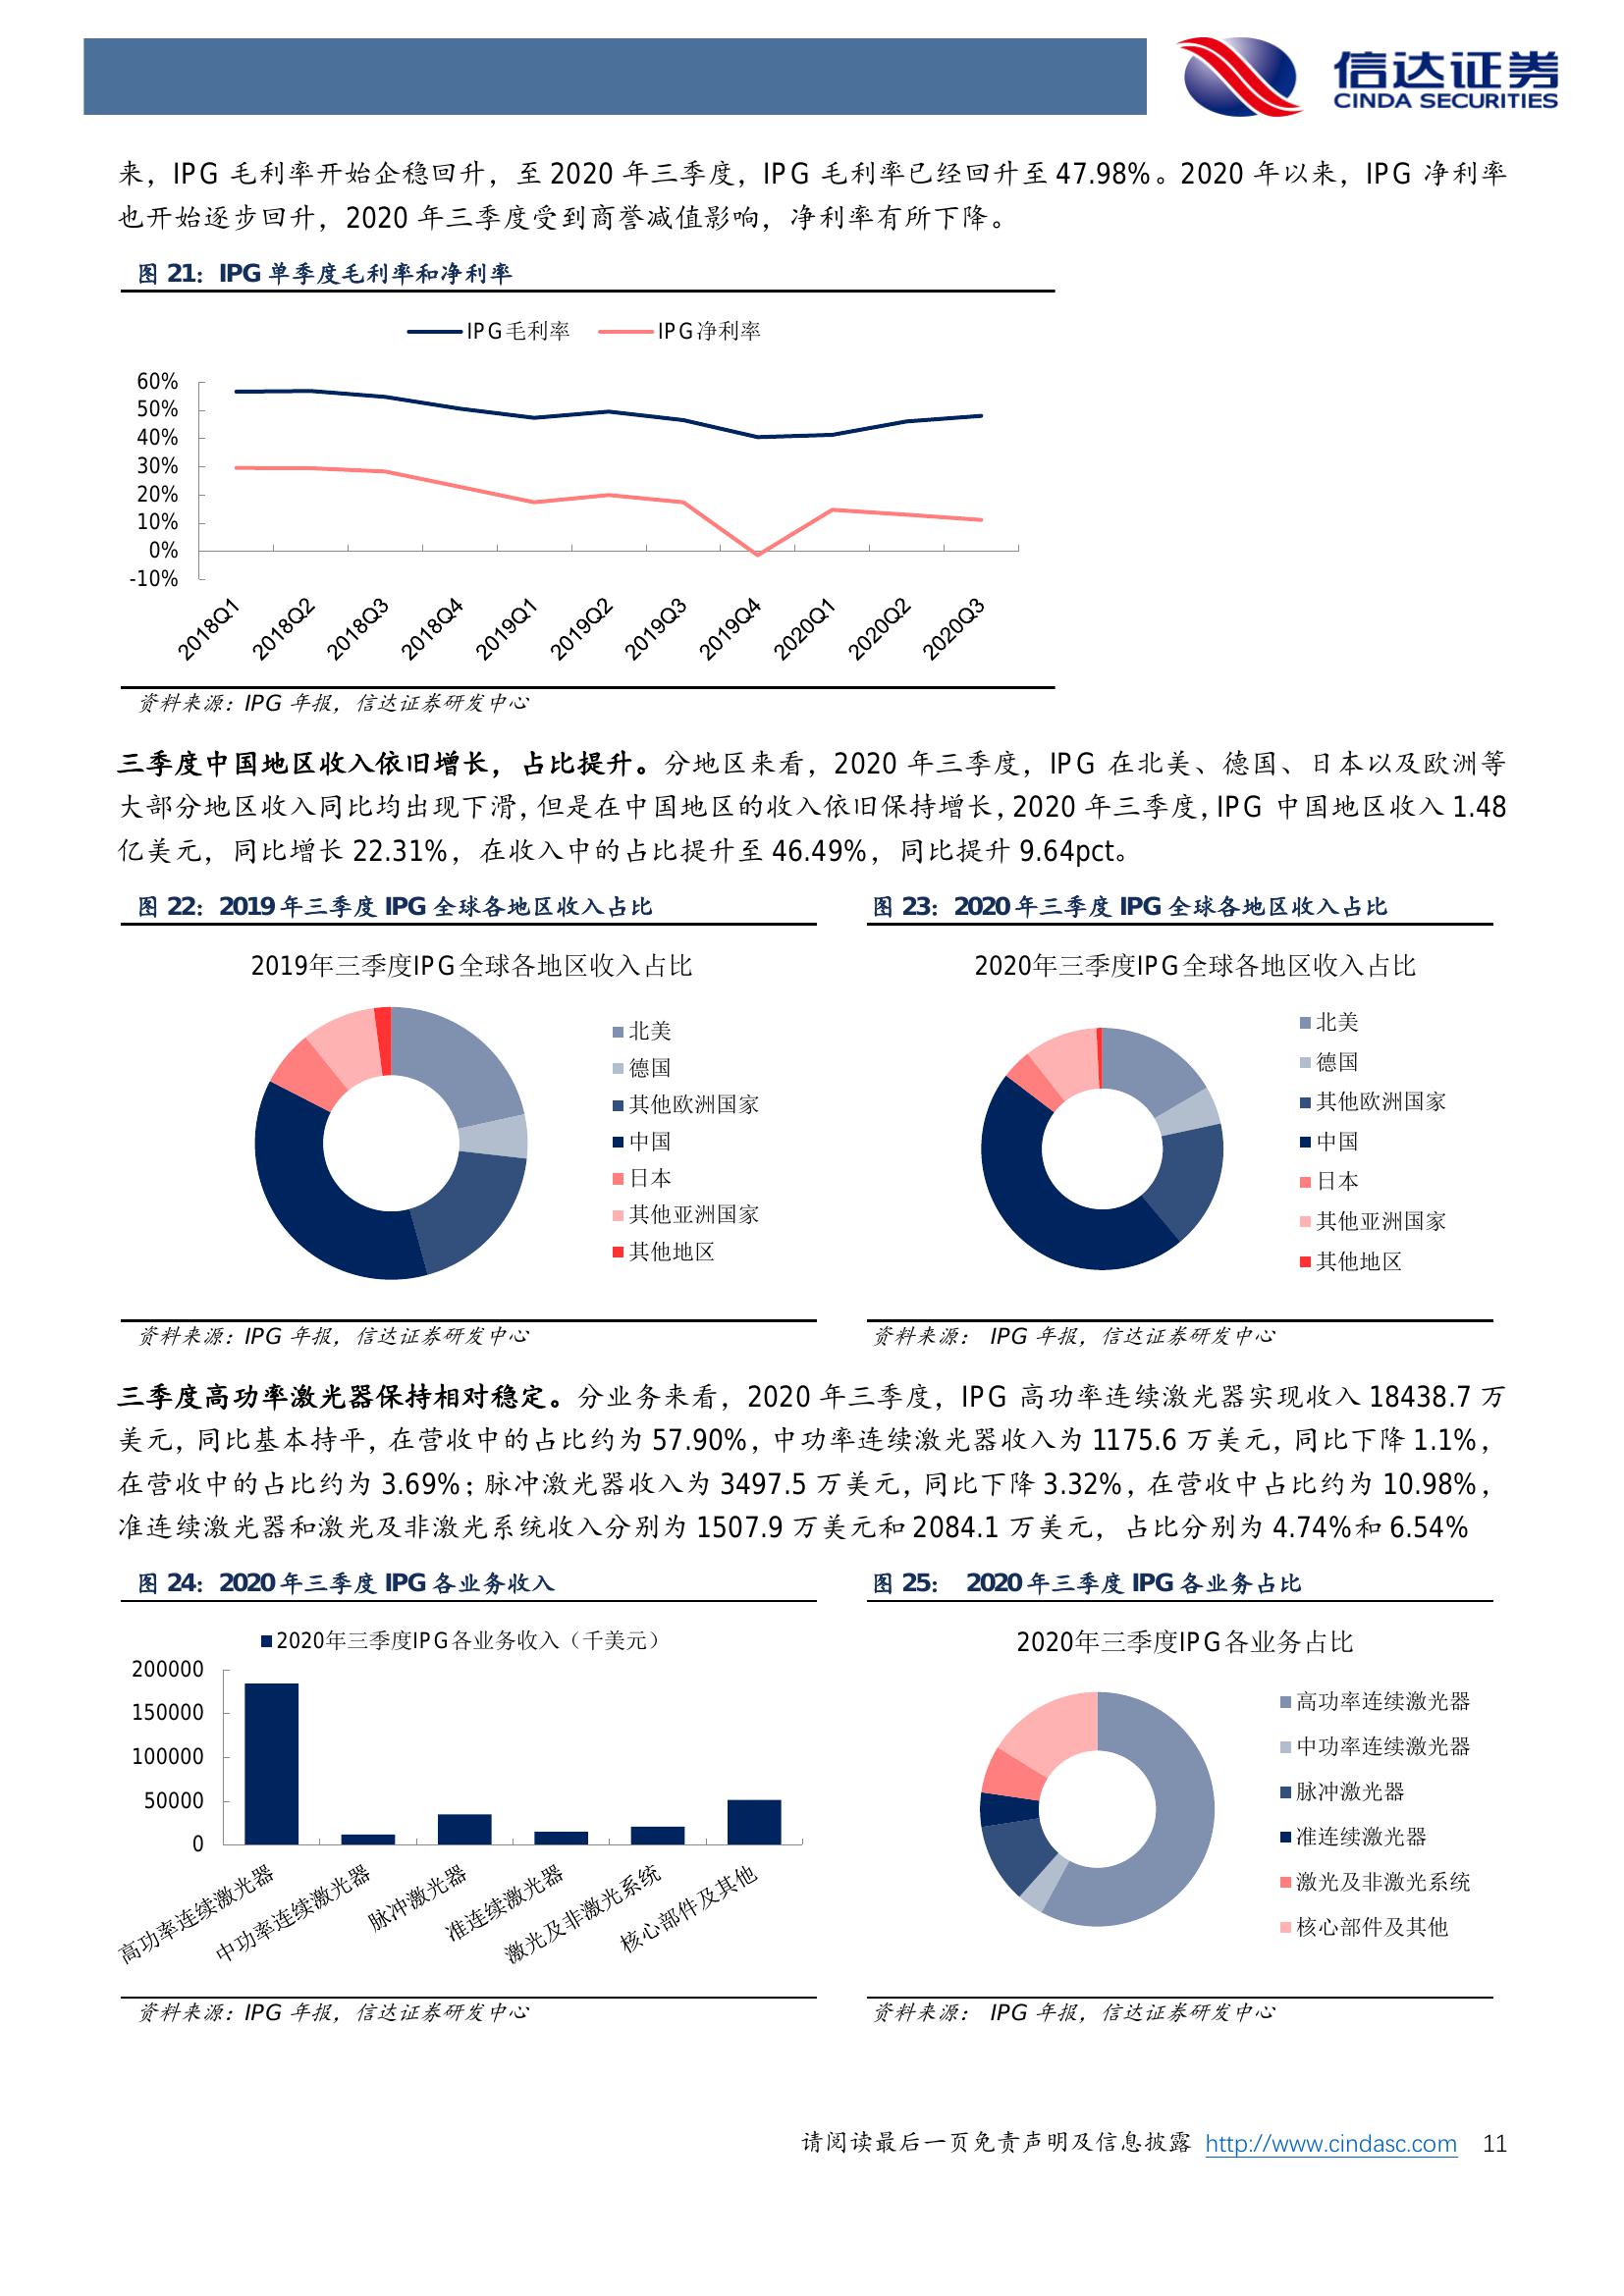 信达证券
CINDA SECURITIES
来，IPG 毛利率开始企稳回升，至 2020 年三季度，IPG 毛利率已经回升至 47.98%。2020 年以来，IPG 净利率
也开始逐步回升，2020 年三季度受到商誉减值影响，净利率有所下降。
图 21：IPG 单季度毛利率和净利率
IPG毛利率 IPG净利率
60%
50%
40%
30%
20%
10%
0%
-10%
2018Q1 2018Q2 2018Q3 2018Q4 2019Q1 2019Q2 2019Q3 2019Q4 2020Q1 2020Q2 2020Q3
资料来源：IPG 年报，信达证券研发中心
三季度中国地区收入依旧增长，占比提升。分地区来看，2020 年三季度，IPG 在北美、德国、日本以及欧洲等
大部分地区收入同比均出现下滑，但是在中国地区的收入依旧保持增长，2020 年三季度，IPG 中国地区收入 1.48
亿美元，同比增长 22.31%，在收入中的占比提升至 46.49%，同比提升 9.64pct。
图 22：2019 年三季度 IPG 全球各地区收入占比
2019年三季度IPG全球各地区收入占比
北美
德国
其他欧洲国家
中国
日本
其他亚洲国家
其他地区
资料来源：IPG 年报，信达证券研发中心
图 23：2020 年三季度 IPG 全球各地区收入占比
2020年三季度IPG全球各地区收入占比
北美
德国
其他欧洲国家
中国
日本
其他亚洲国家
其他地区
资料来源： IPG 年报，信达证券研发中心
三季度高功率激光器保持相对稳定。分业务来看，2020 年三季度，IPG 高功率连续激光器实现收入 18438.7 万
美元，同比基本持平，在营收中的占比约为 57.90%，中功率连续激光器收入为 1175.6 万美元，同比下降 1.1%，
在营收中的占比约为 3.69%；脉冲激光器收入为 3497.5 万美元，同比下降 3.32%，在营收中占比约为 10.98%，
准连续激光器和激光及非激光系统收入分别为 1507.9 万美元和 2084.1 万美元，占比分别为 4.74%和 6.54%
图 24：2020 年三季度 IPG 各业务收入
2020年三季度IPG各业务收入（千美元）
200000
150000
100000
50000
0
高功率连续激光器 中功率连续激光器 脉冲激光器 准连续激光器 激光及非激光系统 核心部件及其他
资料来源：IPG 年报，信达证券研发中心
图 25： 2020 年三季度 IPG 各业务占比
2020年三季度IPG各业务占比
高功率连续激光器
中功率连续激光器
脉冲激光器
准连续激光器
激光及非激光系统
核心部件及其他
资料来源： IPG 年报，信达证券研发中心
请阅读最后一页免责声明及信息披露 http://www.cindasc.com 11